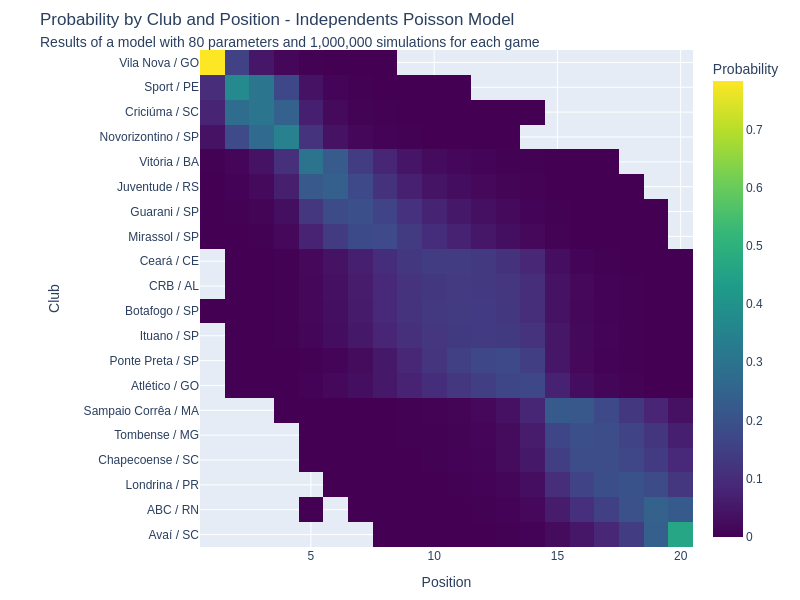 Probability by Club and Position - Independents Poisson Model
Results of a model with 80 parameters and 1,000,000 simulations for each game
Vila Nova / GO
Sport / PE
Criciúma / SC
Novorizontino / SP
Vitória / BA
Juventude / RS
Guarani / SP
Mirassol / SP
Ceará / CE
CRB / AL
Botafogo / SP
Ituano / SP
Ponte Preta / SP
Atlético / GO
Sampaio Corrêa / MA
Tombense / MG
Chapecoense / SC
Londrina / PR
ABC / RN
Avaí / SC
Club
5
10
15
20
Position
Probability
0.7
0.6
0.5
0.4
0.3
0.2
0.1
0